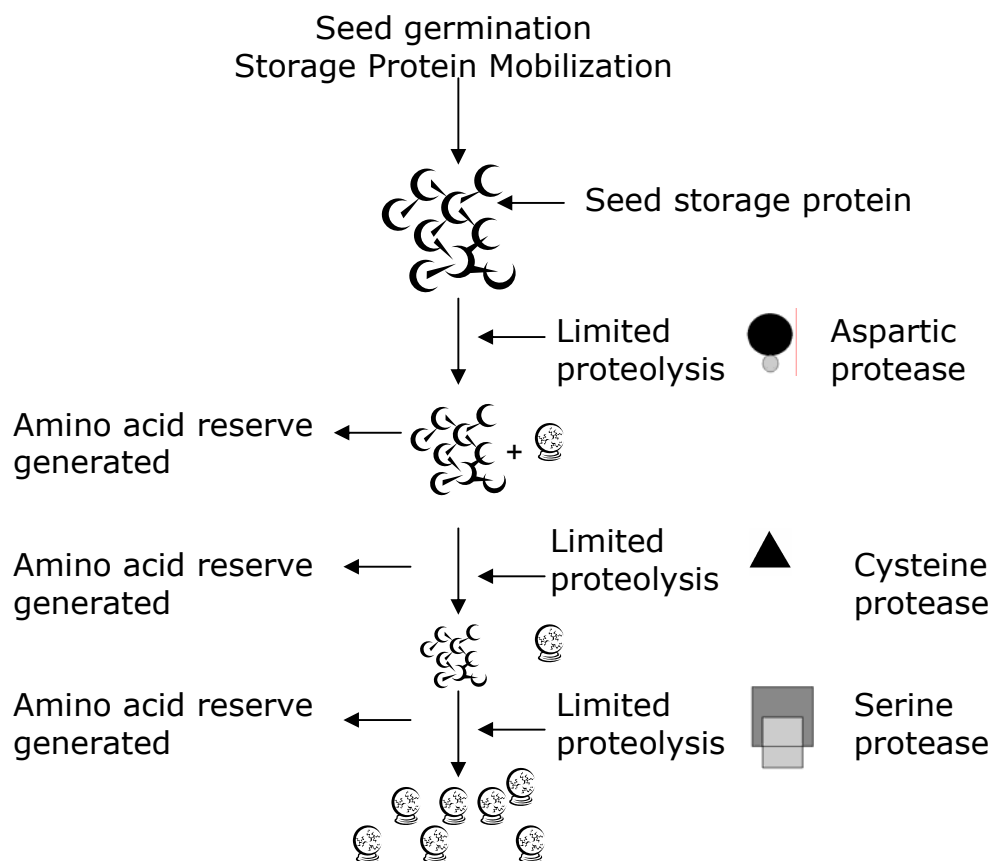 Seed germination
Storage Protein Mobilization
Seed storage protein
Limited
proteolysis
Aspartic
protease
Amino acid reserve
generated
+
Limited
proteolysis
Cysteine
protease
Amino acid reserve
generated
Limited
proteolysis
Serine
protease
Amino acid reserve
generated